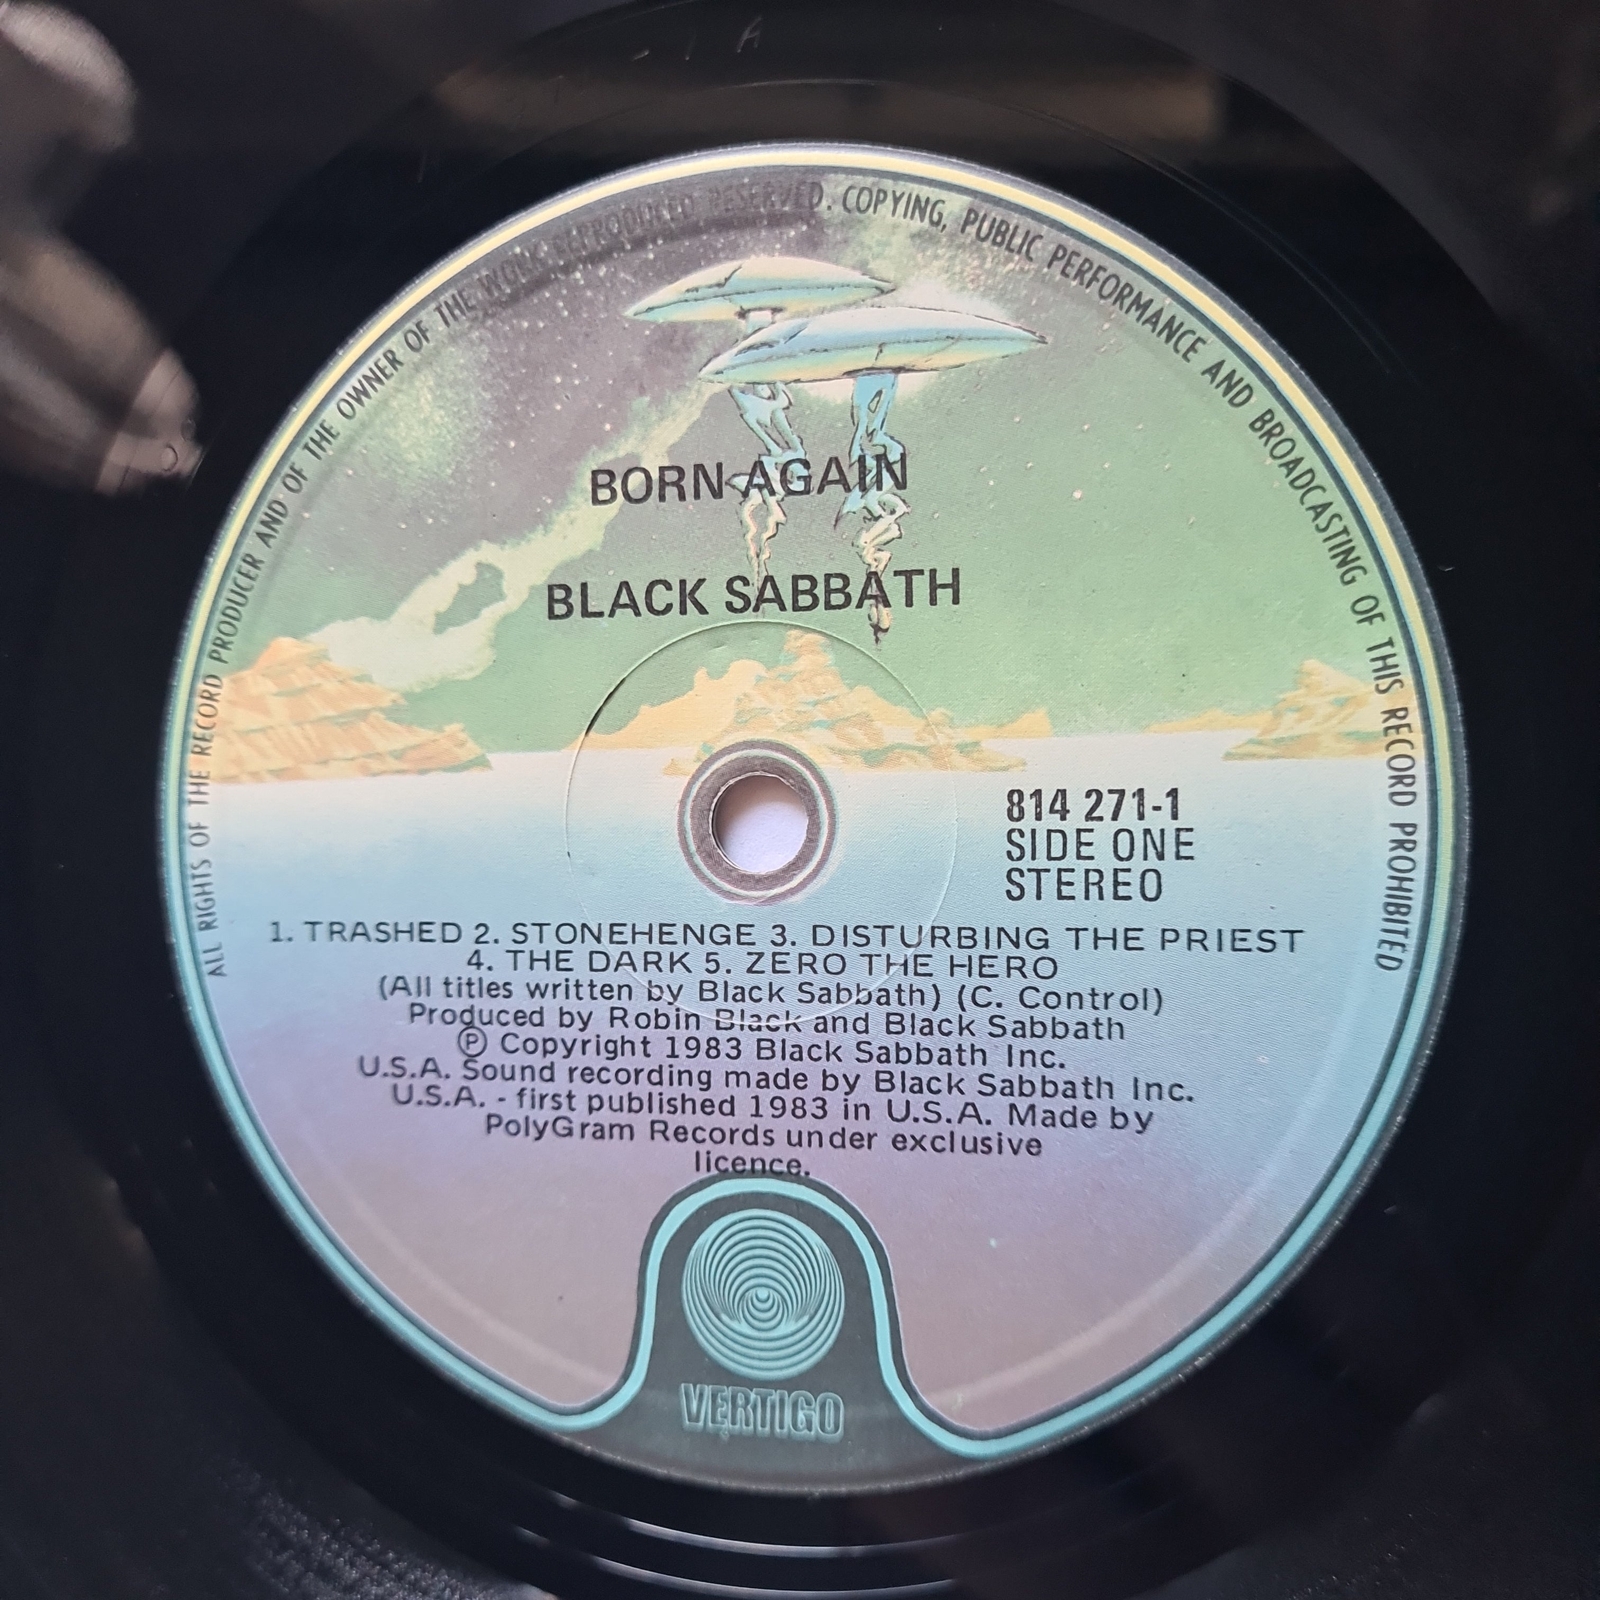 ALL RIGHTS OF THE RECORD PRODUCER AND OF THE OWNER OF THE WORK REPRODUCED RESERVED. COPYING, PUBLIC PERFORMANCE AND BROADCASTING OF THIS RECORD PROHIBITED
BORN AGAIN
BLACK SABBATH
814 271-1
SIDE ONE
STEREO
1. TRASHED 2. STONEHENGE 3. DISTURBING THE PRIEST
4. THE DARK 5. ZERO THE HERO
(All titles written by Black Sabbath) (C. Control)
Produced by Robin Black and Black Sabbath
Ⓟ Copyright 1983 Black Sabbath Inc.
U.S.A. Sound recording made by Black Sabbath Inc.
U.S.A. - first published 1983 in U.S.A. Made by
PolyGram Records under exclusive
licence.
VERTIGO